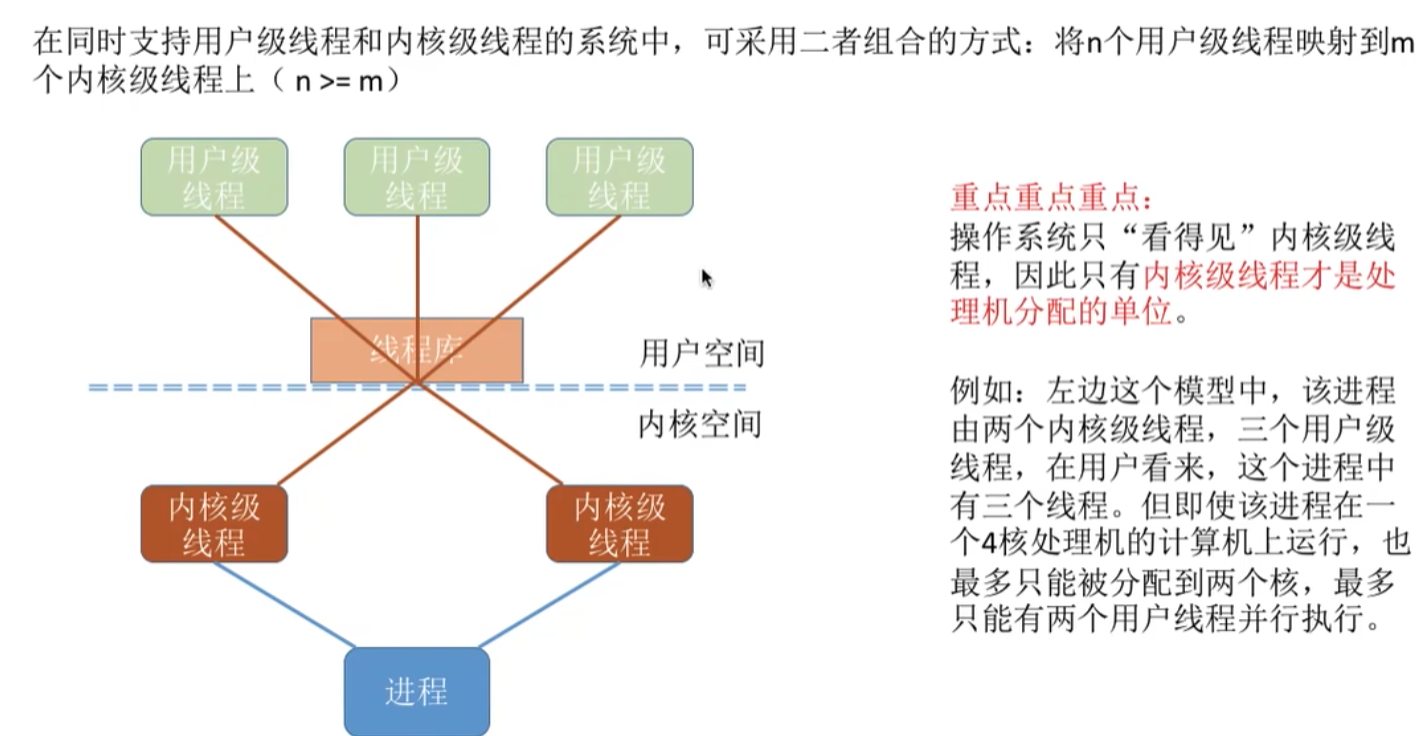 在同时支持用户级线程和内核级线程的系统中，可采用二者组合的方式：将n个用户级线程映射到m
个内核级线程上（ n >= m）
用户级
线程
用户级
线程
用户级
线程
重点重点重点：
操作系统只“看得见”内核级线
程，因此只有内核级线程才是处
理机分配的单位。
线程库
用户空间
内核空间
例如：左边这个模型中，该进程
由两个内核级线程，三个用户级
线程，在用户看来，这个进程中
有三个线程。但即使该进程在一
个4核处理机的计算机上运行，也
最多只能被分配到两个核，最多
只能有两个用户线程并行执行。
内核级
线程
内核级
线程
进程